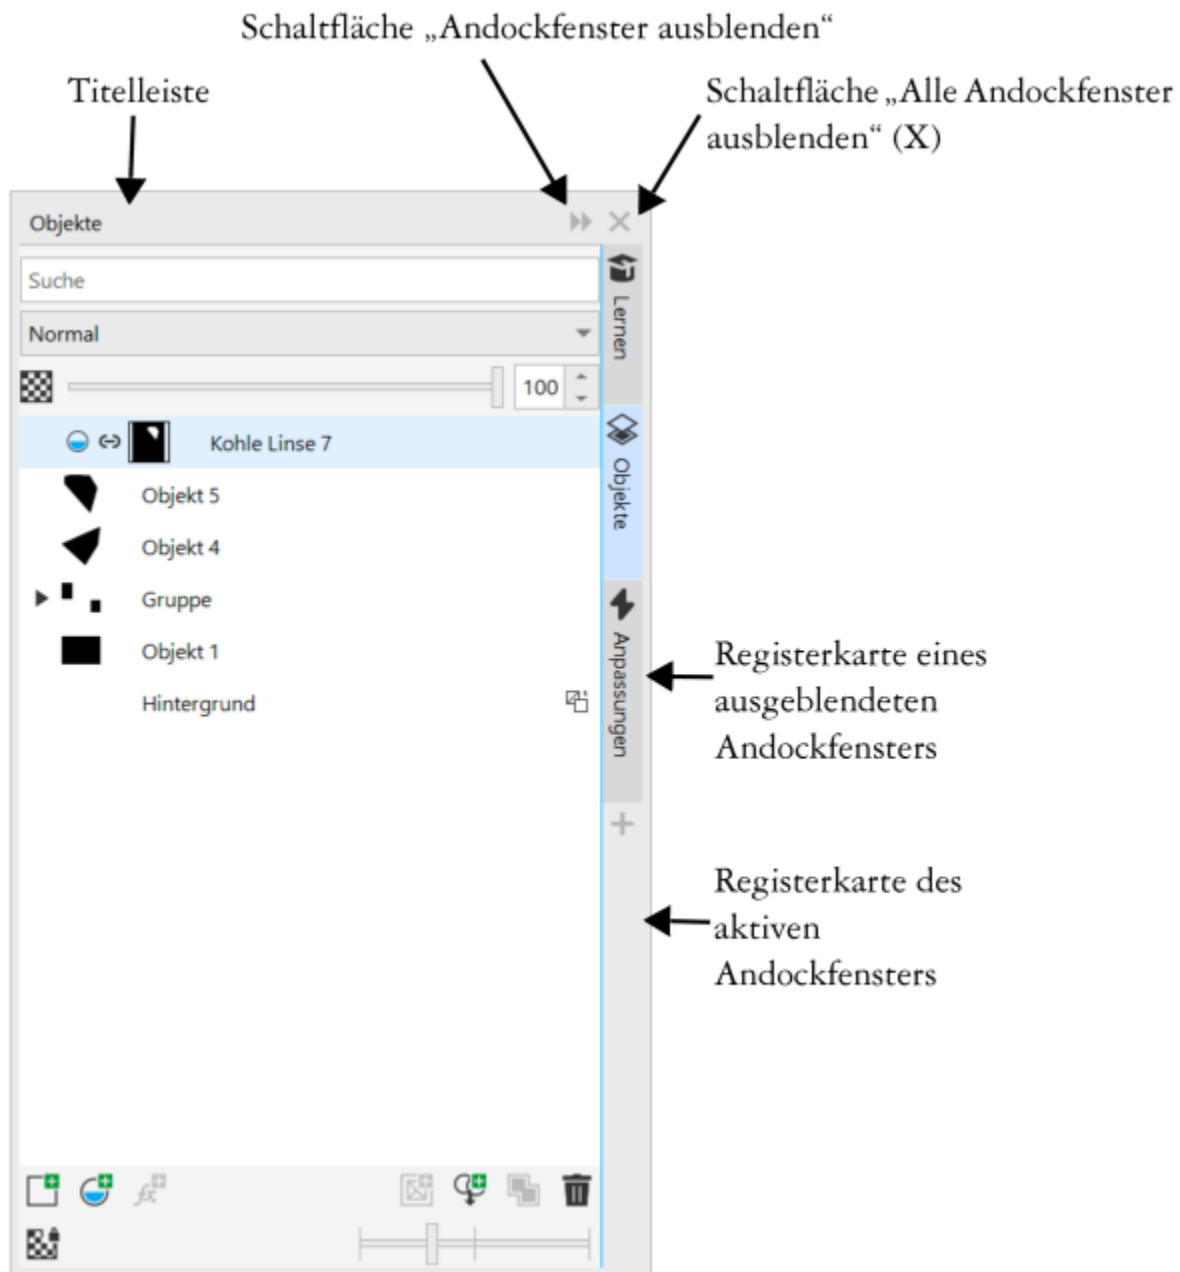 Schaltfläche „Andockfenster ausblenden“
Titelleiste
Schaltfläche „Alle Andockfenster
ausblenden“ (X)
Objekte
Suche
Normal
100
Kohle Linse 7
Objekt 5
Objekt 4
Gruppe
Objekt 1
Hintergrund
Lernen
Objekte
Anpassungen
Registerkarte eines
ausgeblendeten
Andockfensters
Registerkarte des
aktiven
Andockfensters
fx